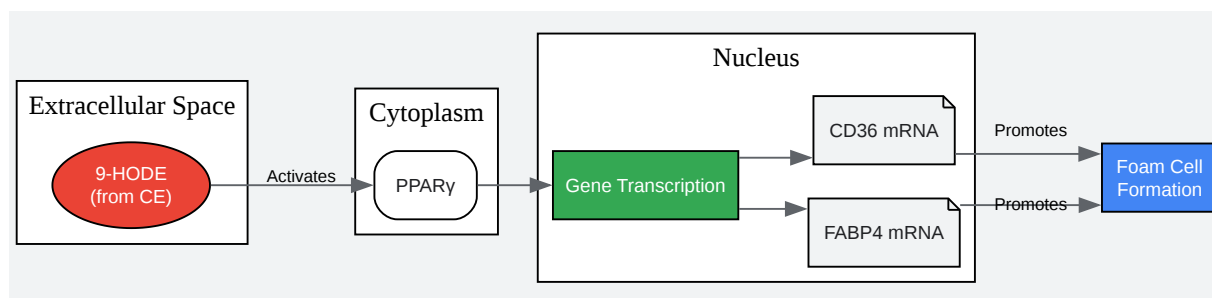 Extracellular Space
9-HODE
(from CE)
Activates
Cytoplasm
PPARγ
Nucleus
Gene Transcription
CD36 mRNA
FABP4 mRNA
Promotes
Promotes
Foam Cell
Formation